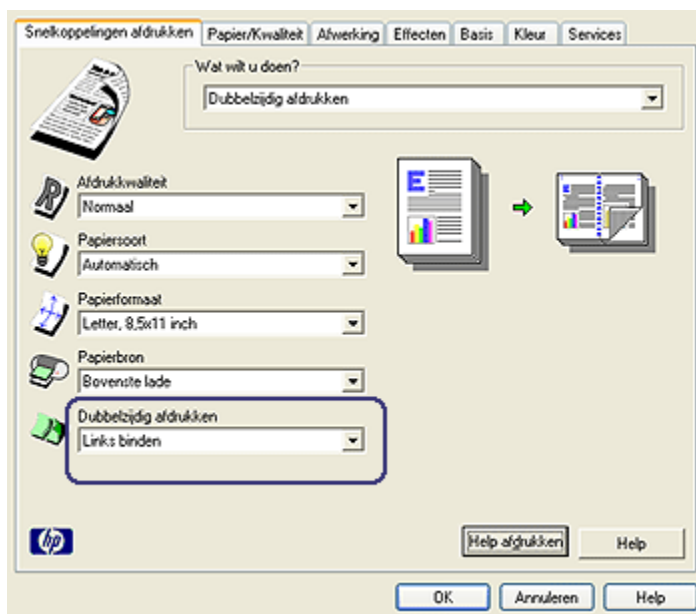 Snelkoppelingen afdrukken Papier/Kwaliteit Afwerking Effecten Basis Kleur Services
Wat wilt u doen?
Dubbelzijdig afdrukken
Afdrukkwaliteit
Normaal
Papiersoort
Automatisch
Papierformaat
Letter, 8,5x11 inch
Papierbron
Bovenste lade
Dubbelzijdig afdrukken
Links binden
E
hp
Help afdrukken Help
OK Annuleren Help